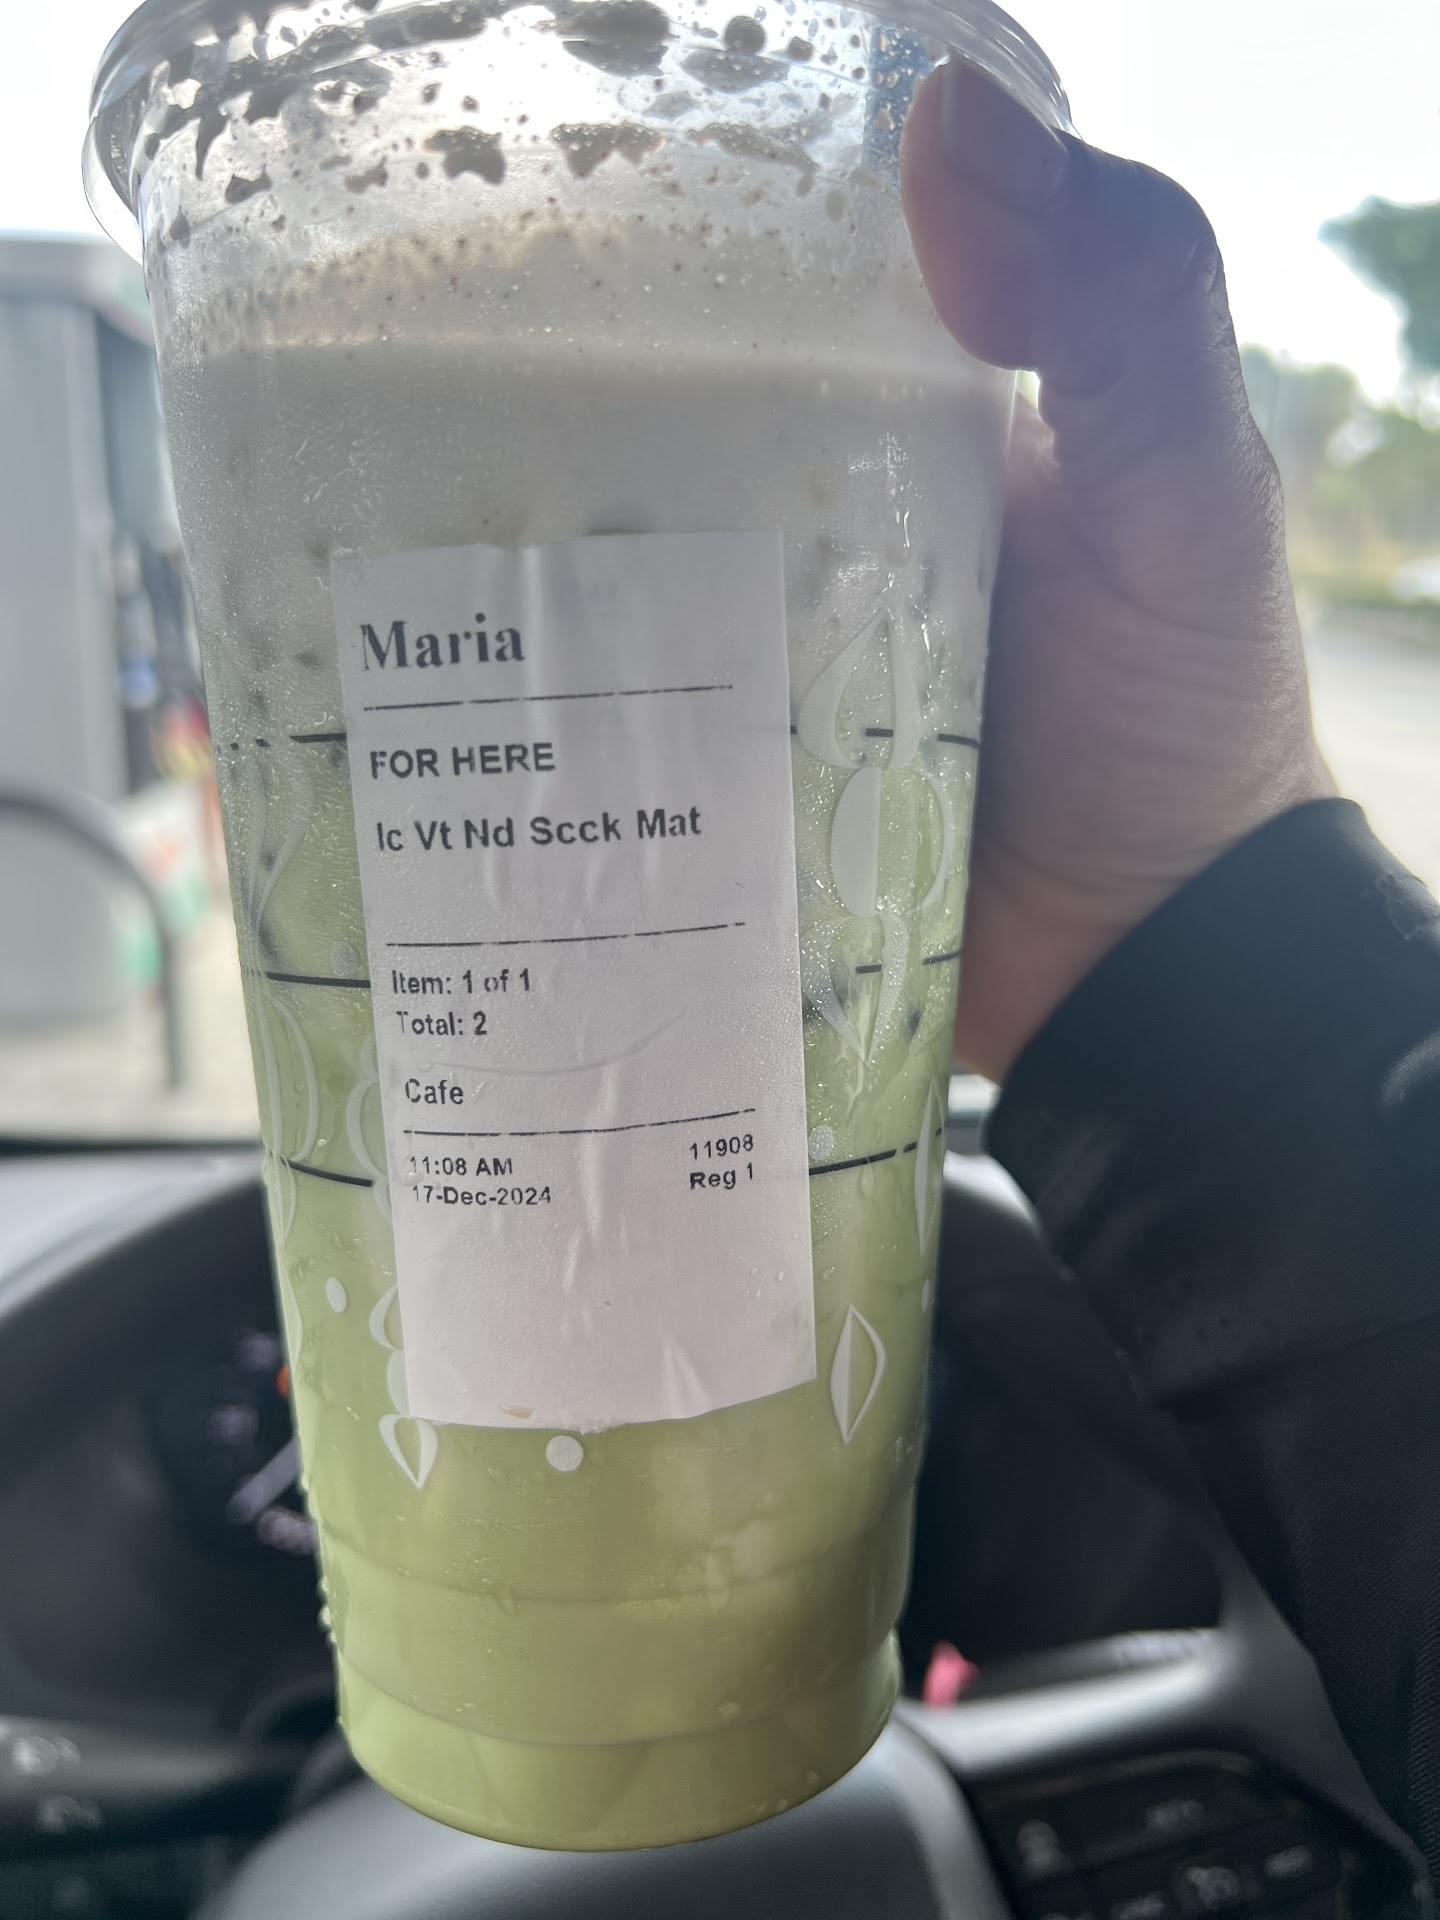 Maria
FOR HERE
Ic Vt Nd Scck Mat
Item: 1 of 1
Total: 2
Cafe
11:08 AM 11908
17-Dec-2024 Reg 1